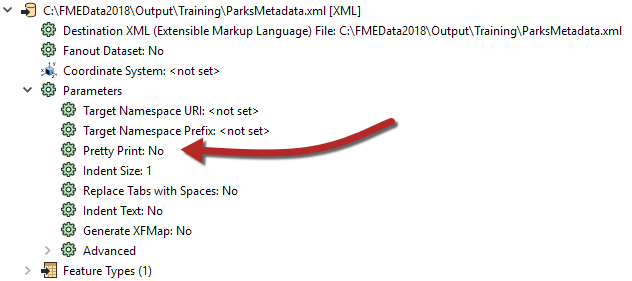 C:\FMEData2018\Output\Training\ParksMetadata.xml [XML]
Destination XML (Extensible Markup Language) File: C:\FMEData2018\Output\Training\ParksMetadata.xml
Fanout Dataset: No
Coordinate System: <not set>
Parameters
Target Namespace URI: <not set>
Target Namespace Prefix: <not set>
Pretty Print: No
Indent Size: 1
Replace Tabs with Spaces: No
Indent Text: No
Generate XFMap: No
Advanced
Feature Types (1)